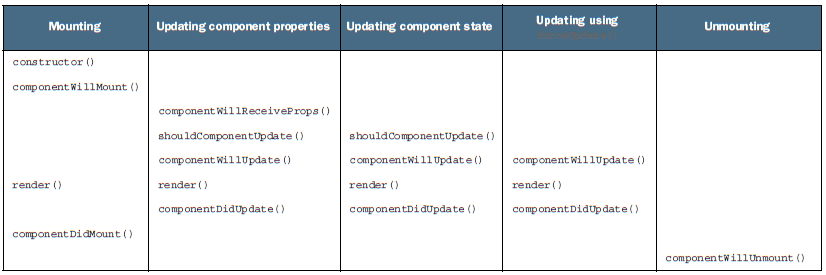 Mounting Updating component properties Updating component state Updating using Unmounting
constructor()
componentWillMount()
componentWillReceiveProps()
shouldComponentUpdate() shouldComponentUpdate()
componentWillUpdate() componentWillUpdate() componentWillUpdate()
render() render() render() render()
componentDidUpdate() componentDidUpdate() componentDidUpdate()
componentDidMount()
componentWillUnmount()